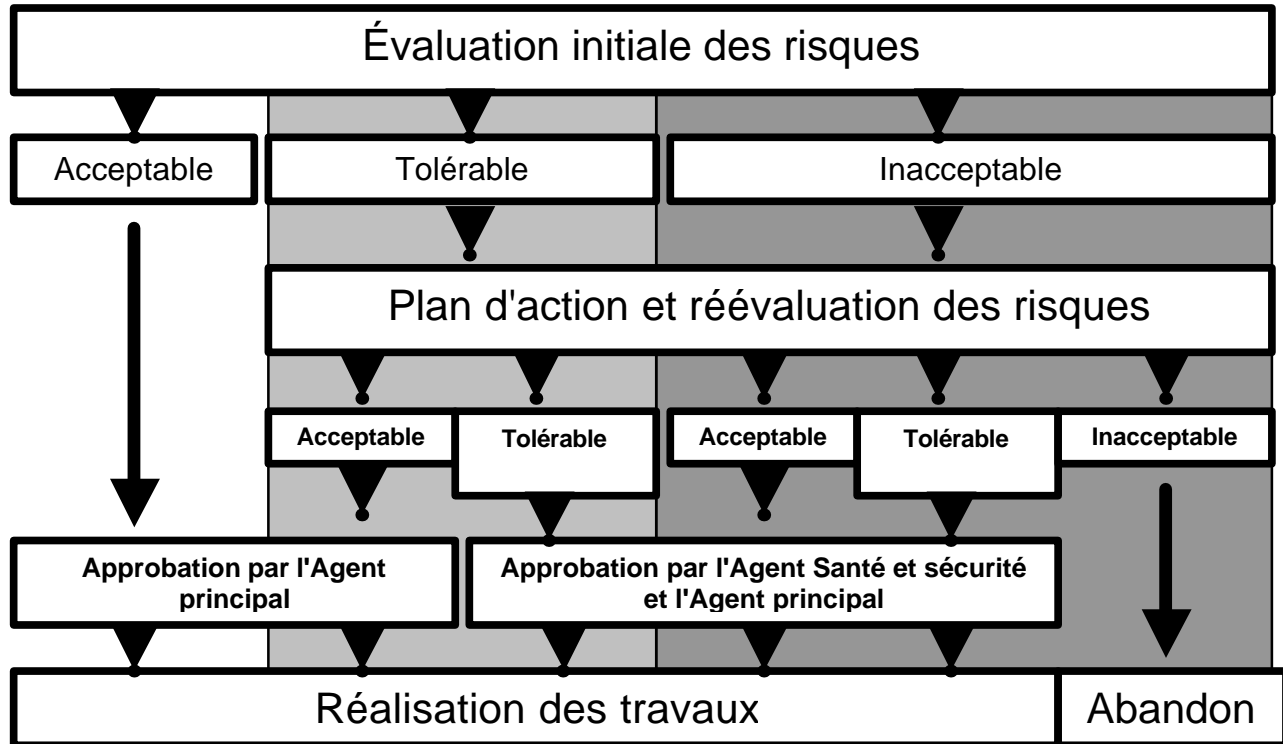 Évaluation initiale des risques
Acceptable
Tolérable
Inacceptable
Plan d'action et réévaluation des risques
Acceptable
Tolérable
Acceptable
Tolérable
Inacceptable
Approbation par l'Agent
principal
Approbation par l'Agent Santé et sécurité
et l'Agent principal
Réalisation des travaux
Abandon